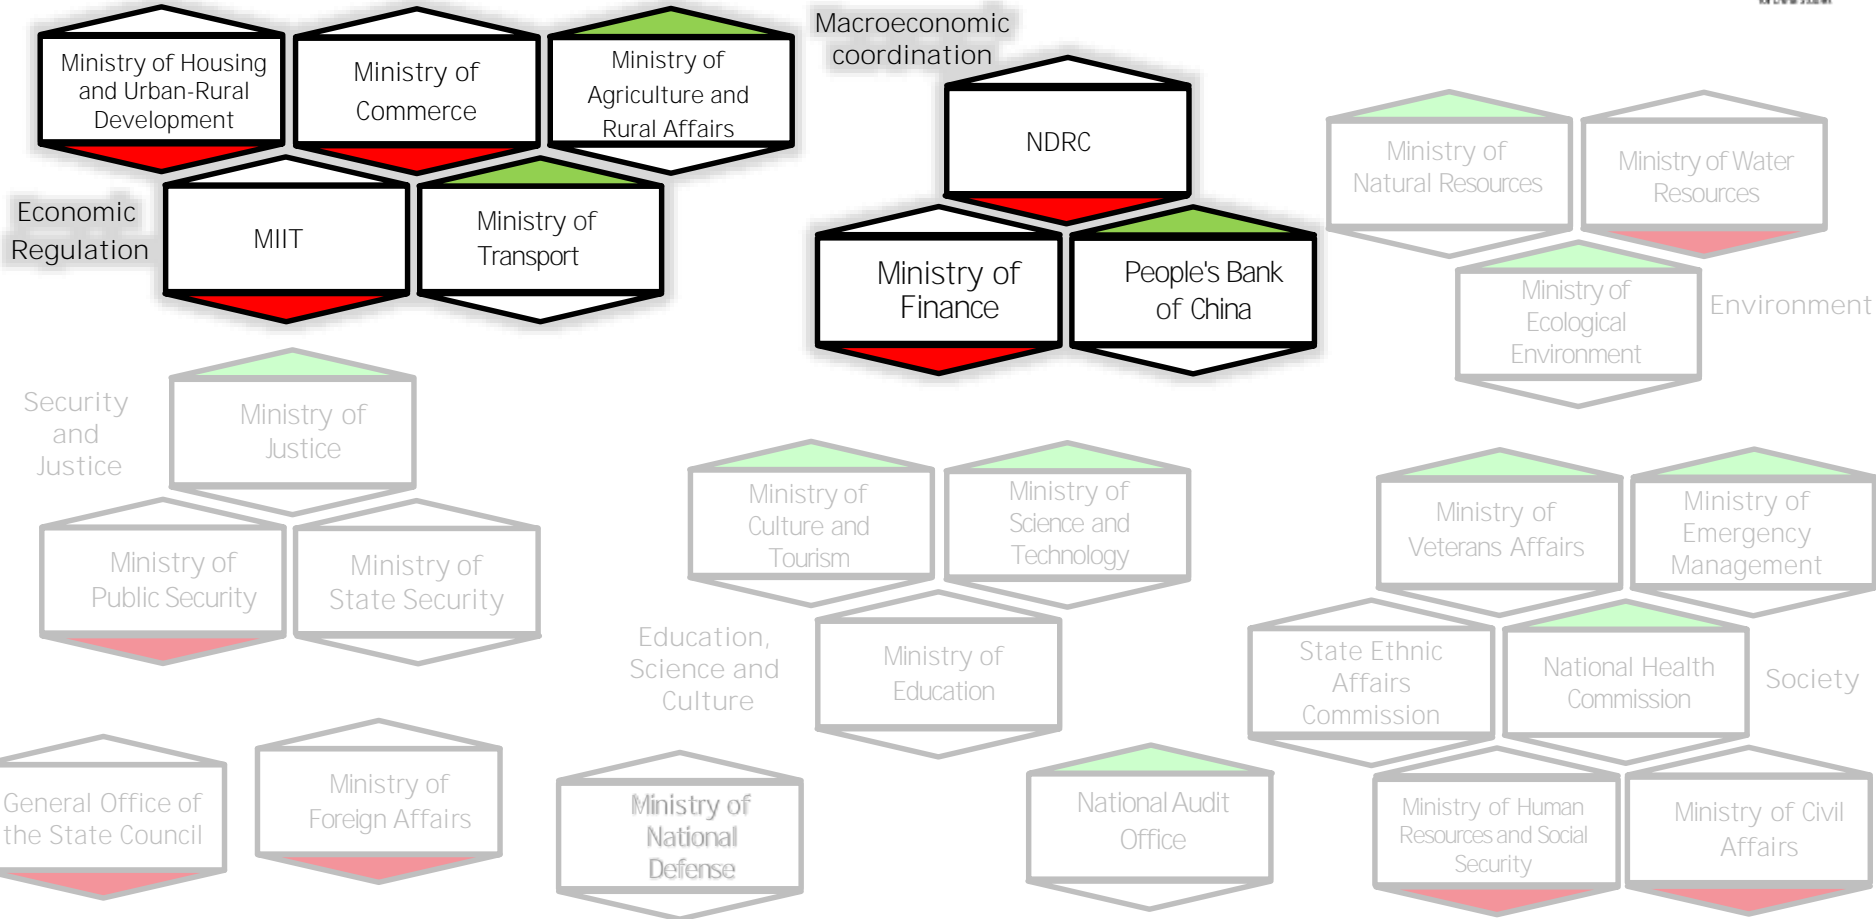 Ministry of Housing
and Urban-Rural
Development
Ministry of
Commerce
Ministry of
Agriculture and
Rural Affairs
Economic
Regulation
MIIT
Ministry of
Transport
Macroeconomic
coordination
NDRC
Ministry of
Finance
People's Bank
of China
Ministry of
Natural Resources
Ministry of Water
Resources
Ministry of
Ecological
Environment
Environment
Security
and
Justice
Ministry of
Justice
Ministry of
Public Security
Ministry of
State Security
Ministry of
Culture and
Tourism
Ministry of
Science and
Technology
Education,
Science and
Culture
Ministry of
Education
Ministry of
Veterans Affairs
Ministry of
Emergency
Management
State Ethnic
Affairs
Commission
National Health
Commission
Society
General Office of
the State Council
Ministry of
Foreign Affairs
Ministry of
National
Defense
National Audit
Office
Ministry of Human
Resources and Social
Security
Ministry of Civil
Affairs